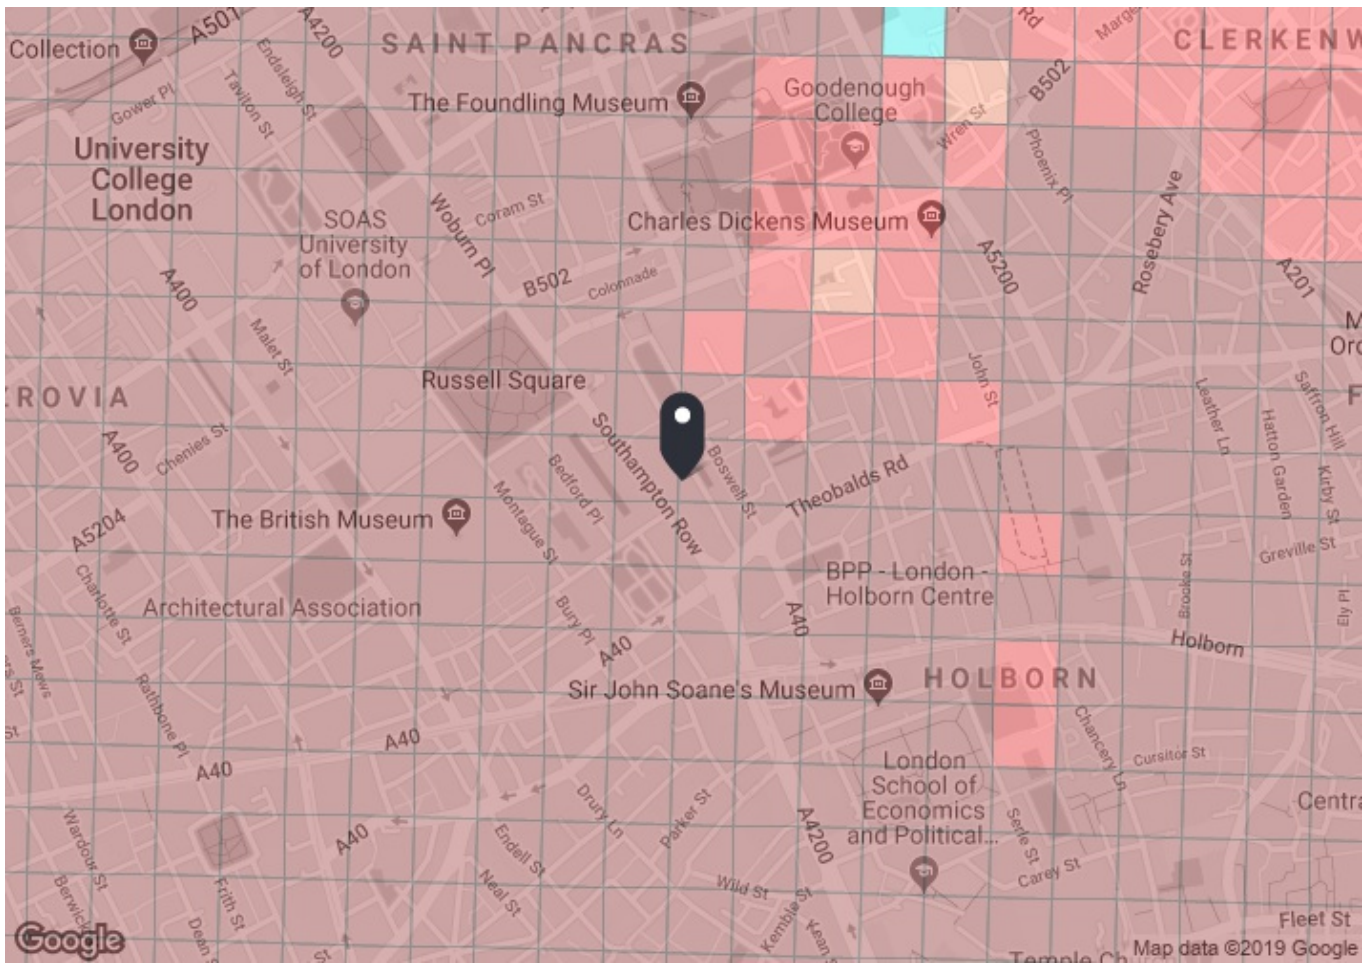 A501
A4200
SAINT PANCRAS
Rd
CLERKENW
Collection
Endsleigh St
The Foundling Museum
Goodenough
College
B502
Gower Pl
Taviton St
Wren St
Phoenix Pl
University
College
London
Woburn Pl
Coram St
SOAS
University
of London
Charles Dickens Museum
Rosebery Ave
A5200
A201
A400
B502
Colonnade
Malet St
Russell Square
John St
Leather Ln
Saffron Hill
ROVIA
A400
Chenies St
Southampton Row
Bedford Pl
Boswell St
Theobalds Rd
Hatton Garden
Kirby St
Montague St
The British Museum
A5204
Greville St
BPP - London -
Holborn Centre
Brooke St
Ely Pl
Charlotte St
Architectural Association
Bury Pl
A40
A40
Holborn
Berners Mews
Rathbone Pl
Sir John Soane's Museum
HOLBORN
Chancery Ln
Cursitor St
A40
A40
London
School of
Economics
and Political...
Centra
Drury Ln
Parker St
A4200
Serle St
Carey St
Wardour St
A40
Endell St
Neal St
Wild St
Frith St
Kemble St
Kean S
Berwick
Dean S
Fleet St
Temple Ch
Google
Map data ©2019 Google